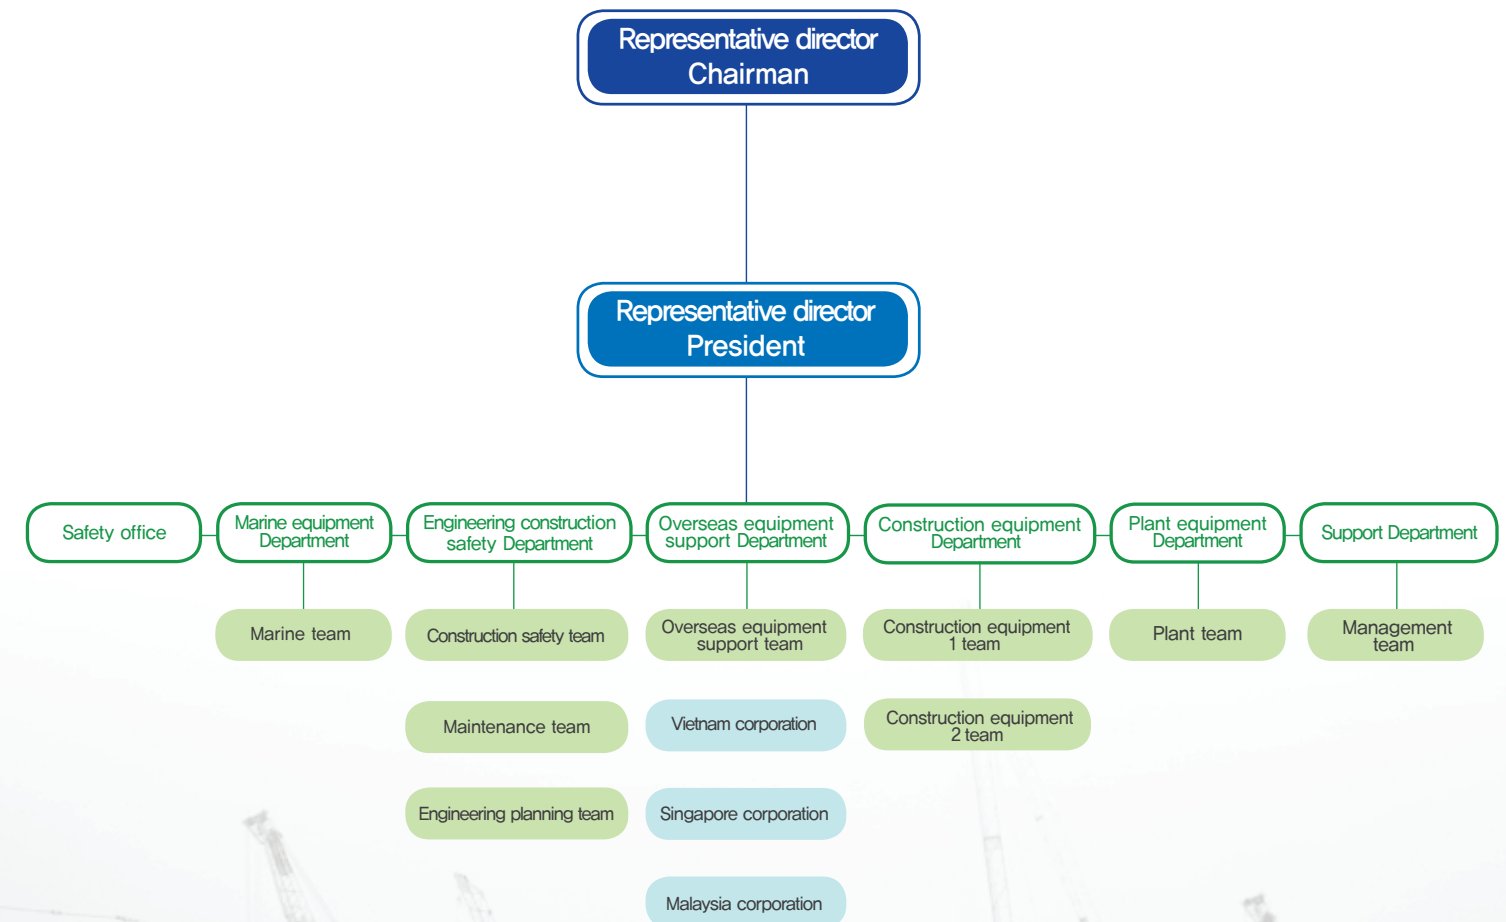 Representative director
Chairman
Representative director
President
Safety office
Marine equipment
Department
Engineering construction
safety Department
Overseas equipment
support Department
Construction equipment
Department
Plant equipment
Department
Support Department
Marine team
Construction safety team
Overseas equipment
support team
Construction equipment
1 team
Plant team
Management
team
Maintenance team
Vietnam corporation
Construction equipment
2 team
Engineering planning team
Singapore corporation
Malaysia corporation